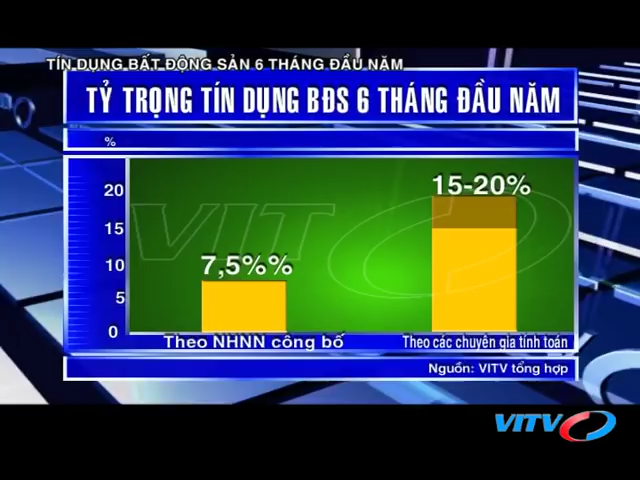 TÍN DỤNG BẤT ĐỘNG SẢN 6 THÁNG ĐẦU NĂM
TỶ TRỌNG TÍN DỤNG BĐS 6 THÁNG ĐẦU NĂM
%
20
15
10
5
0
15-20%
7,5%%
VIT
Theo NHNN công bố
Theo các chuyên gia tính toán
Nguồn: VITV tổng hợp
VITV